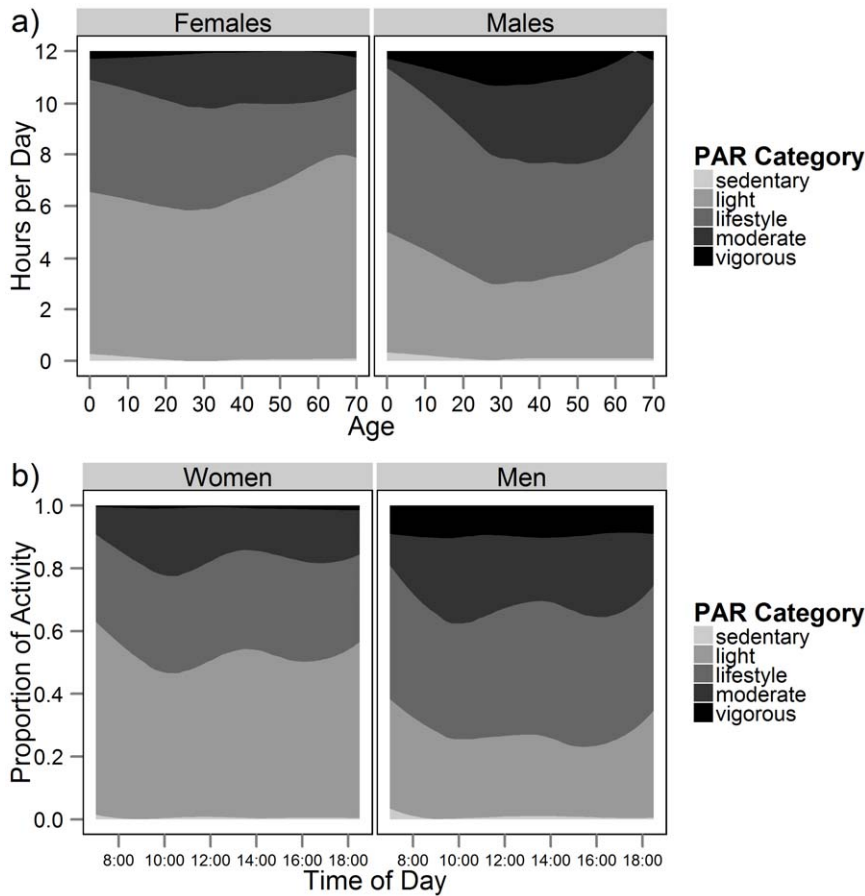 a)
Females
Males
12
10
8
6
4
2
0
Hours per Day
0 10 20 30 40 50 60 70
0 10 20 30 40 50 60 70
Age
PAR Category
sedentary
light
lifestyle
moderate
vigorous
b)
Women
Men
1.0
0.8
0.6
0.4
0.2
0.0
Proportion of Activity
8:00 10:00 12:00 14:00 16:00 18:00
8:00 10:00 12:00 14:00 16:00 18:00
Time of Day
PAR Category
sedentary
light
lifestyle
moderate
vigorous